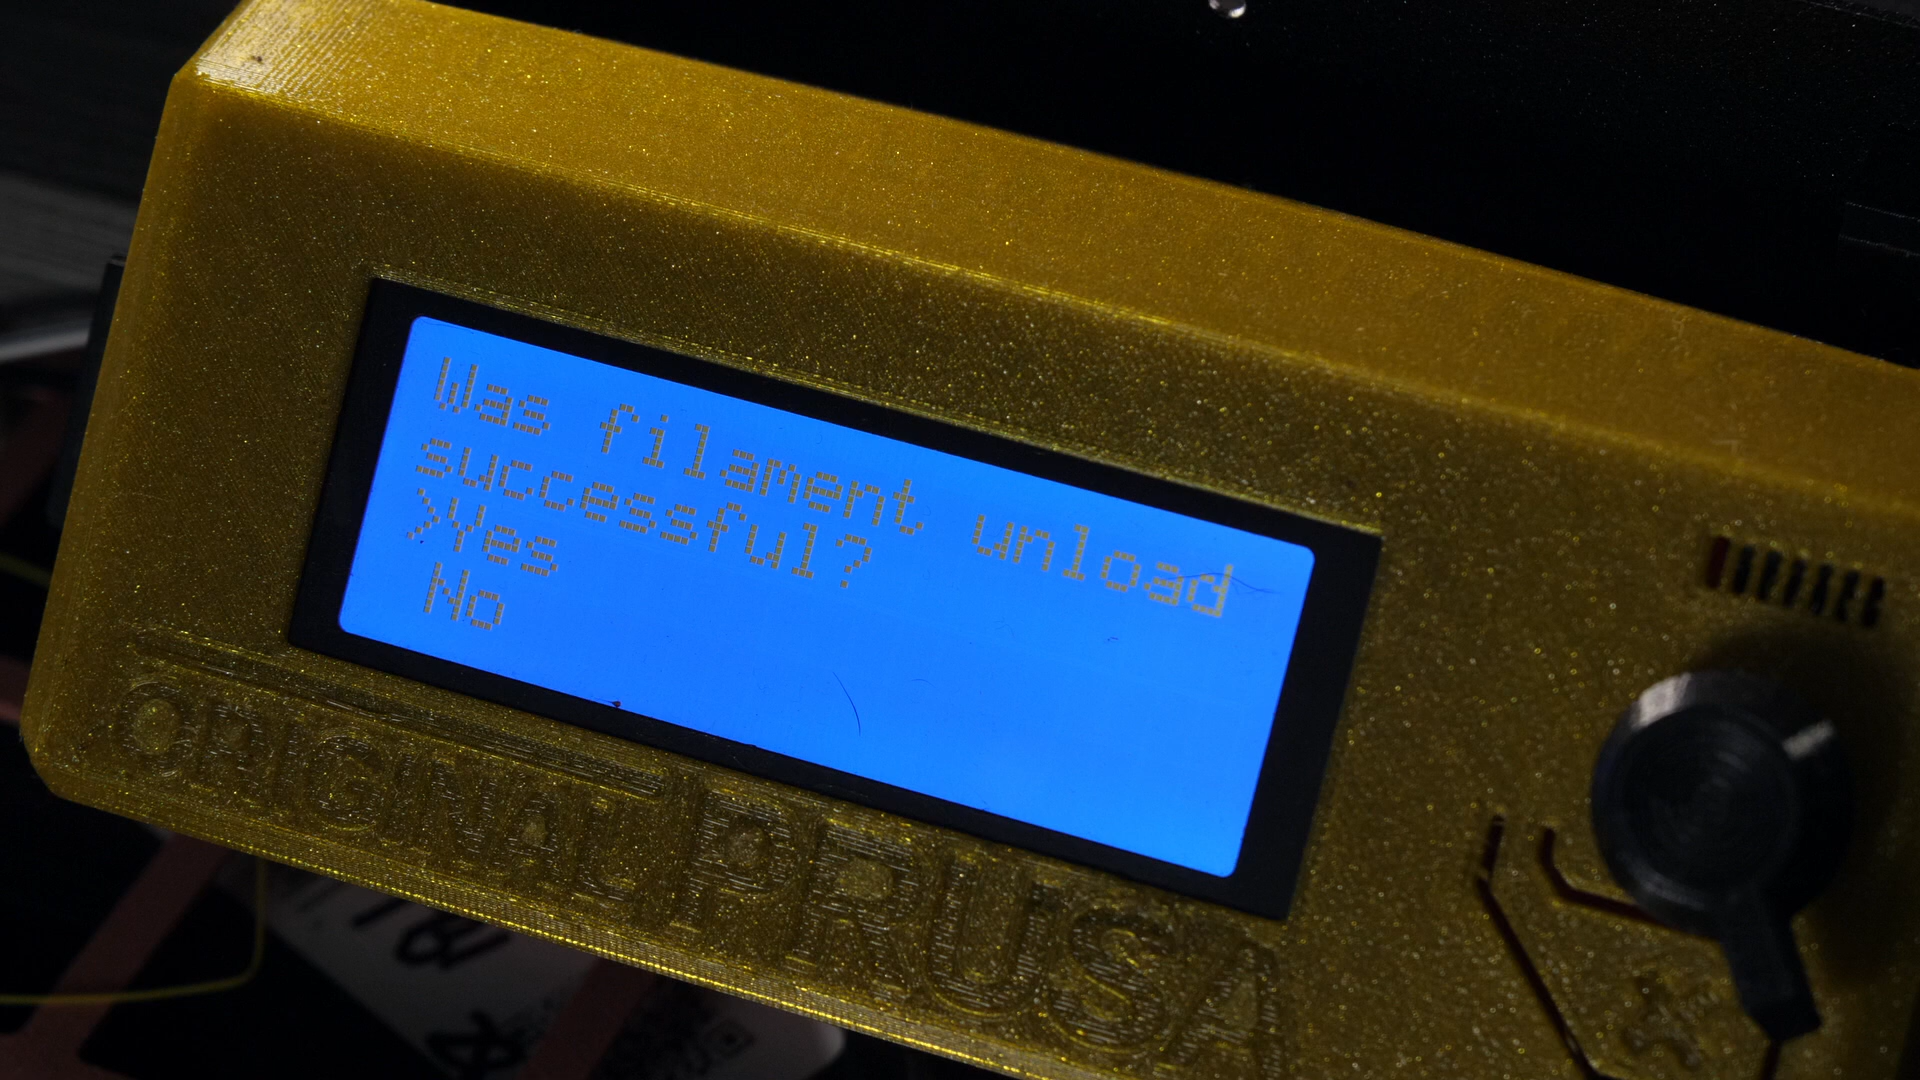 Was filament unload
successful?
>Yes
No
ORIGINAL PRUSA